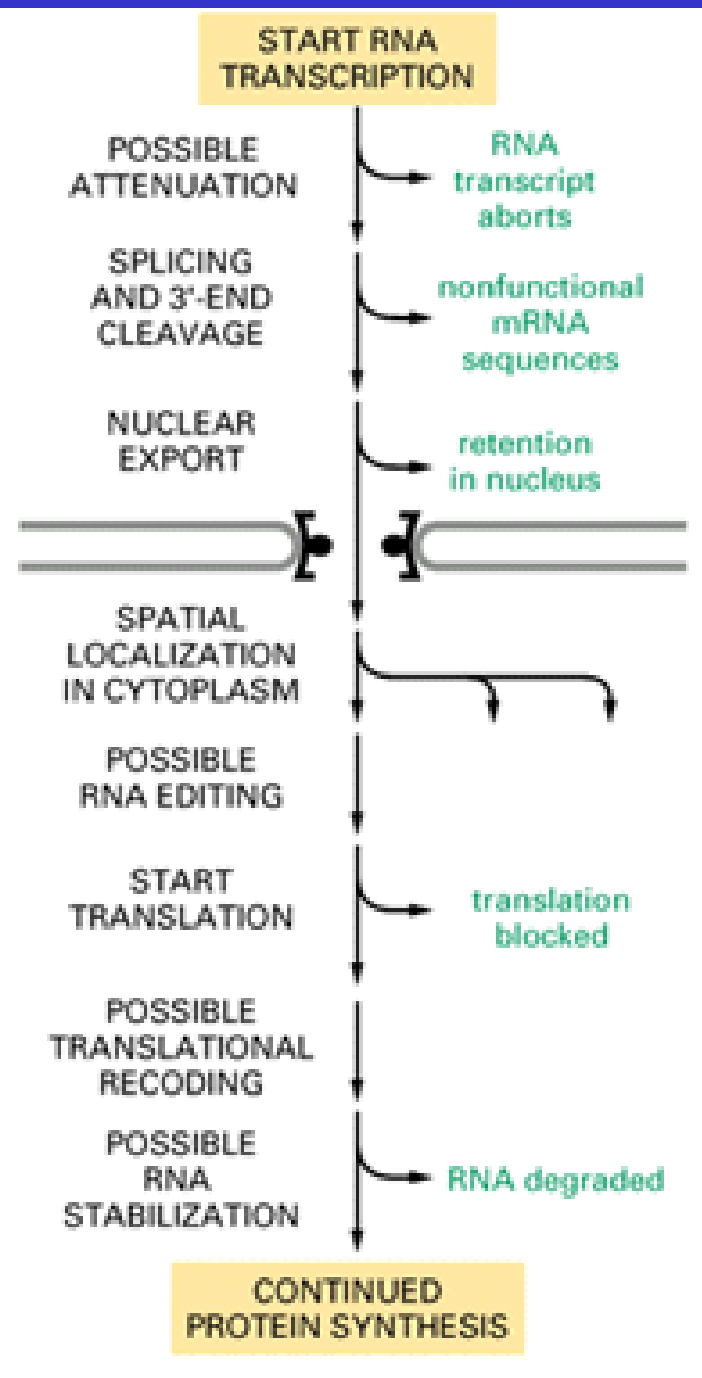 START RNA
TRANSCRIPTION
POSSIBLE
ATTENUATION
RNA
transcript
aborts
SPLICING
AND 3'-END
CLEAVAGE
nonfunctional
mRNA
sequences
NUCLEAR
EXPORT
retention
in nucleus
SPATIAL
LOCALIZATION
IN CYTOPLASM
POSSIBLE
RNA EDITING
START
TRANSLATION
translation
blocked
POSSIBLE
TRANSLATIONAL
RECODING
POSSIBLE
RNA
STABILIZATION
RNA degraded
CONTINUED
PROTEIN SYNTHESIS